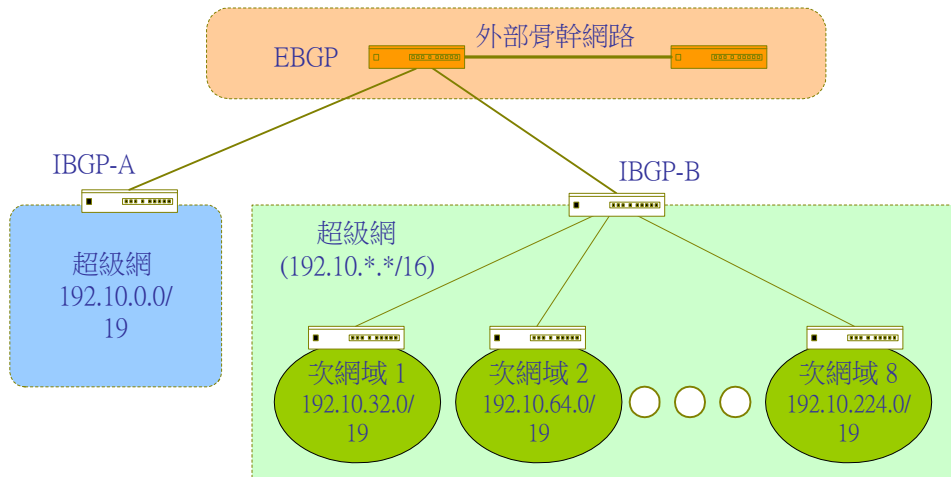 外部骨幹網路
EBGP
IBGP-A
IBGP-B
超級網
192.10.0.0/
19
超級網
(192.10.*.*/16)
次網域 1
192.10.32.0/
19
次網域 2
192.10.64.0/
19
次網域 8
192.10.224.0/
19